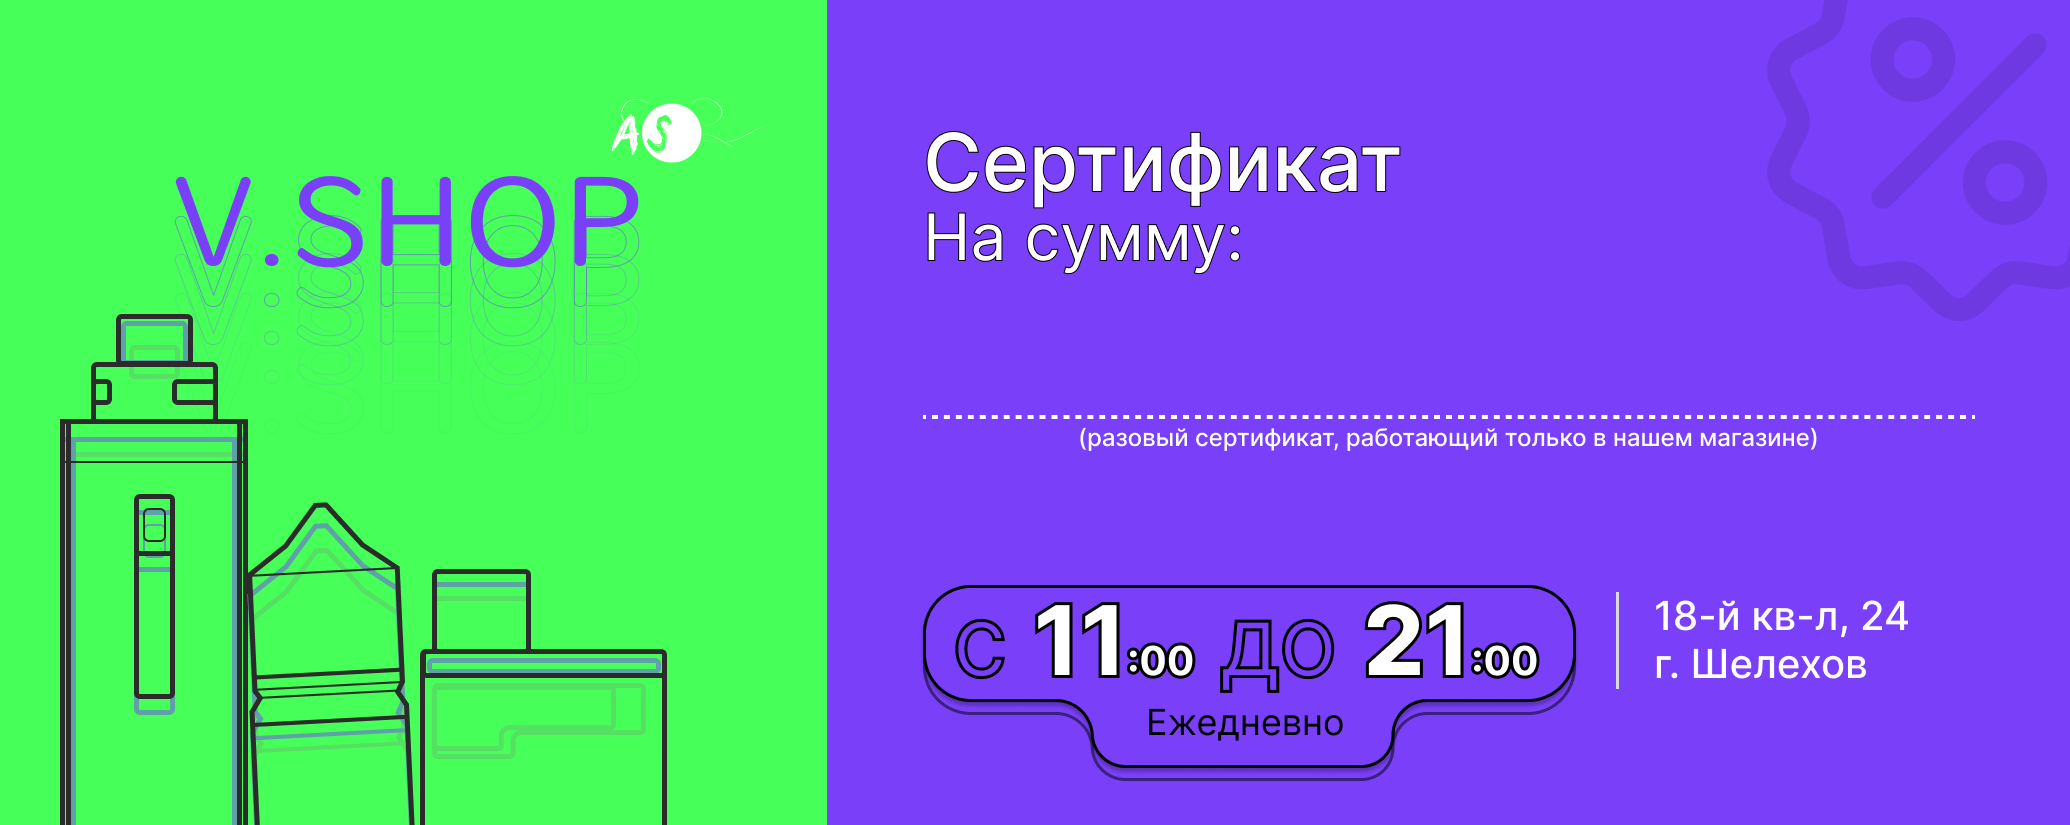 AS
V.SHOP
Сертификат
На сумму:
(разовый сертификат, работающий только в нашем магазине)
С 11:00 ДО 21:00
Ежедневно
18-й кв-л, 24
г. Шелехов